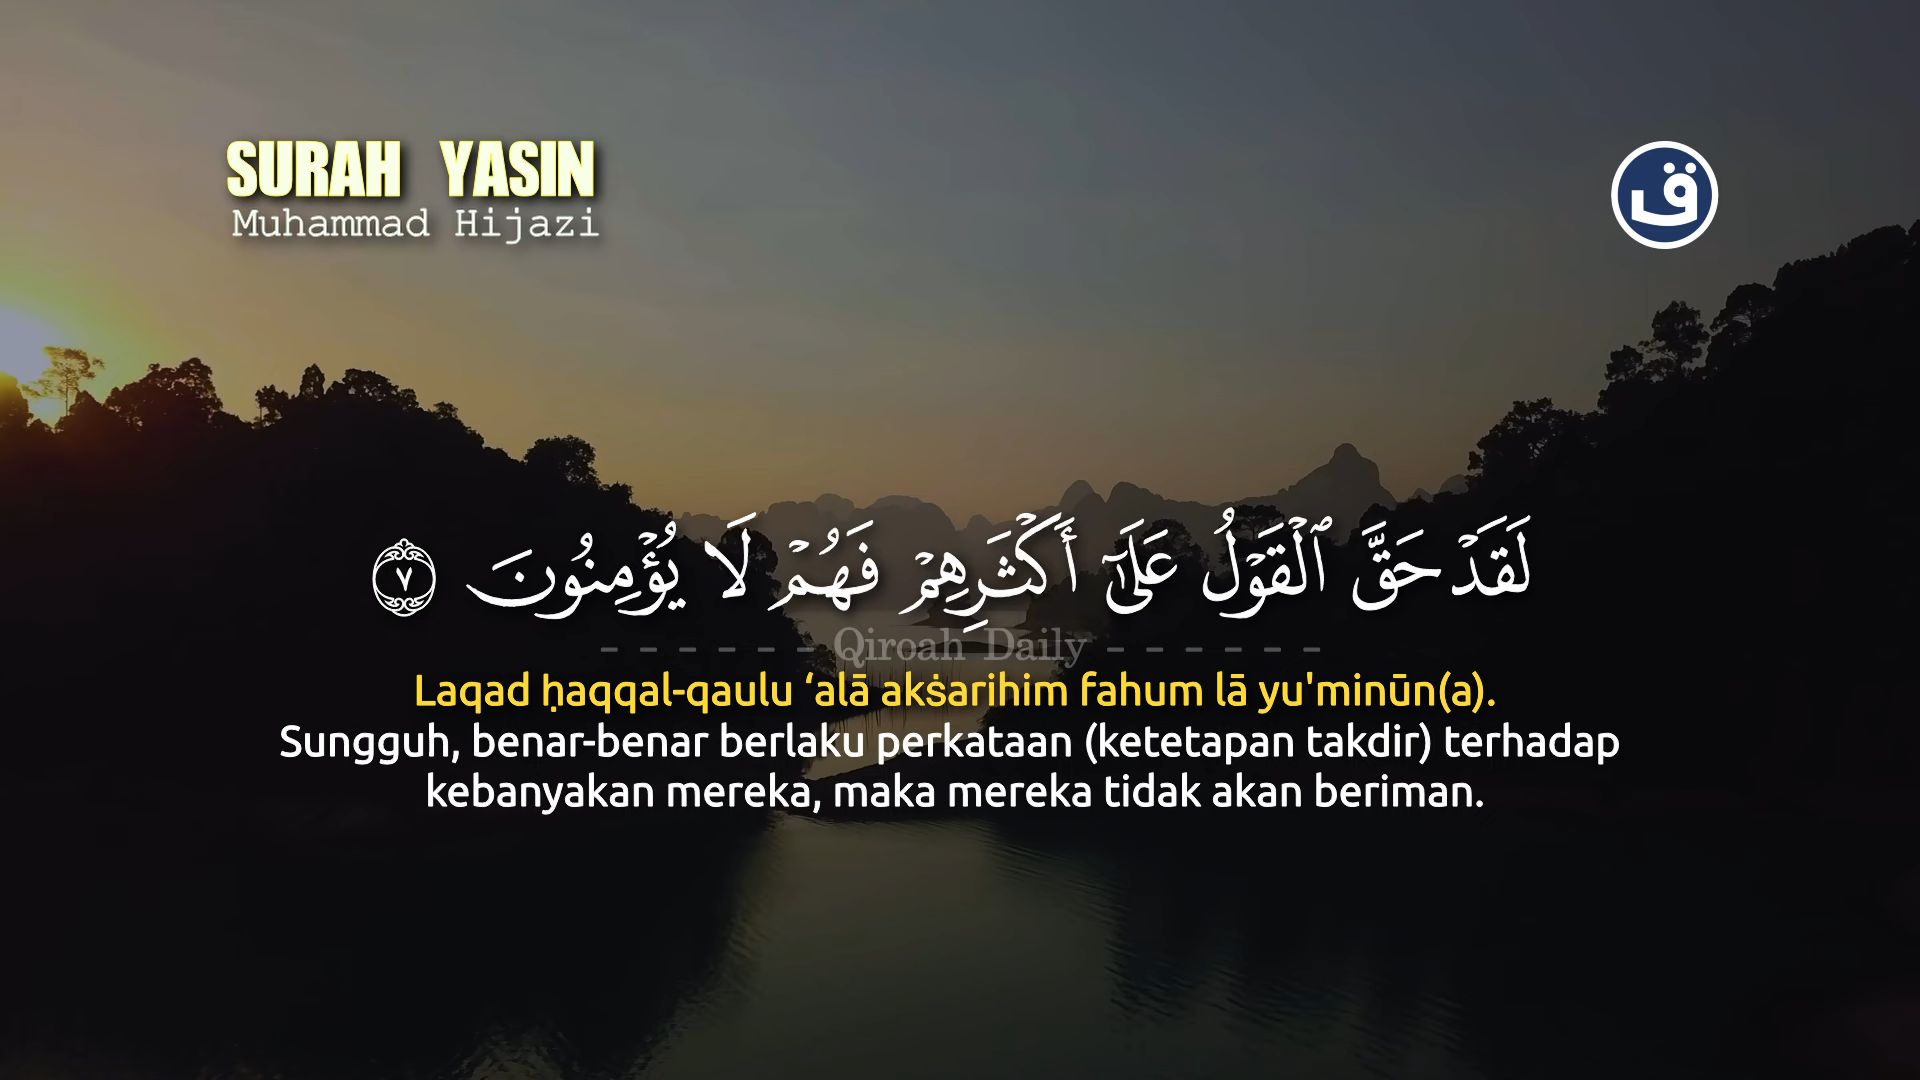 SURAH YASIN
Muhammad Hijazi
ق
لَقَدْ حَقَّ ٱلْقَوْلُ عَلَىٰٓ أَكْثَرِهِمْ فَهُمْ لَا يُؤْمِنُونَ ٧
- - - - - - Qiroah Daily - - - - - -
Laqad ḥaqqal-qaulu ‘alā akṡarihim fahum lā yu'minūn(a).
Sungguh, benar-benar berlaku perkataan (ketetapan takdir) terhadap
kebanyakan mereka, maka mereka tidak akan beriman.